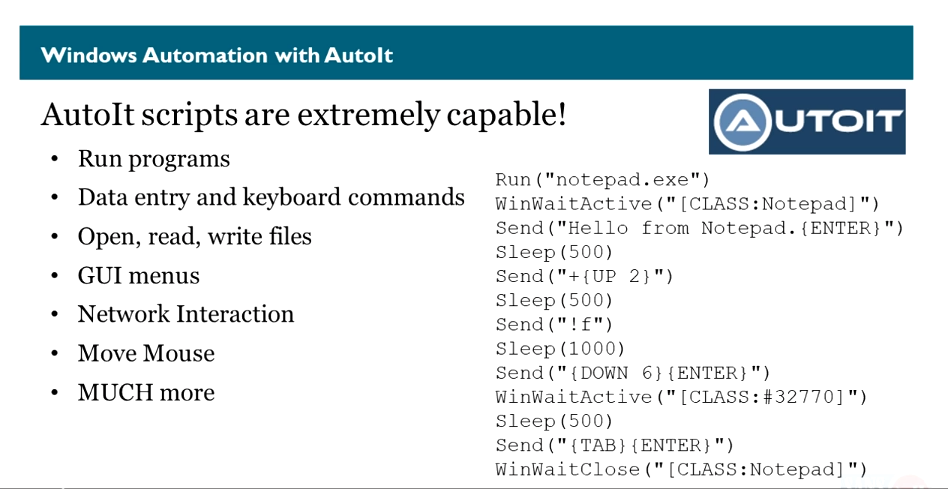 Windows Automation with AutoIt
AutoIt scripts are extremely capable!
AUTOIT
• Run programs
• Data entry and keyboard commands
• Open, read, write files
• GUI menus
• Network Interaction
• Move Mouse
• MUCH more
Run("notepad.exe")
WinWaitActive("[CLASS:Notepad]")
Send("Hello from Notepad.{ENTER}")
Sleep(500)
Send("+{UP 2}")
Sleep(500)
Send("!f")
Sleep(1000)
Send("{DOWN 6}{ENTER}")
WinWaitActive("[CLASS:#32770]")
Sleep(500)
Send("{TAB}{ENTER}")
WinWaitClose("[CLASS:Notepad]")